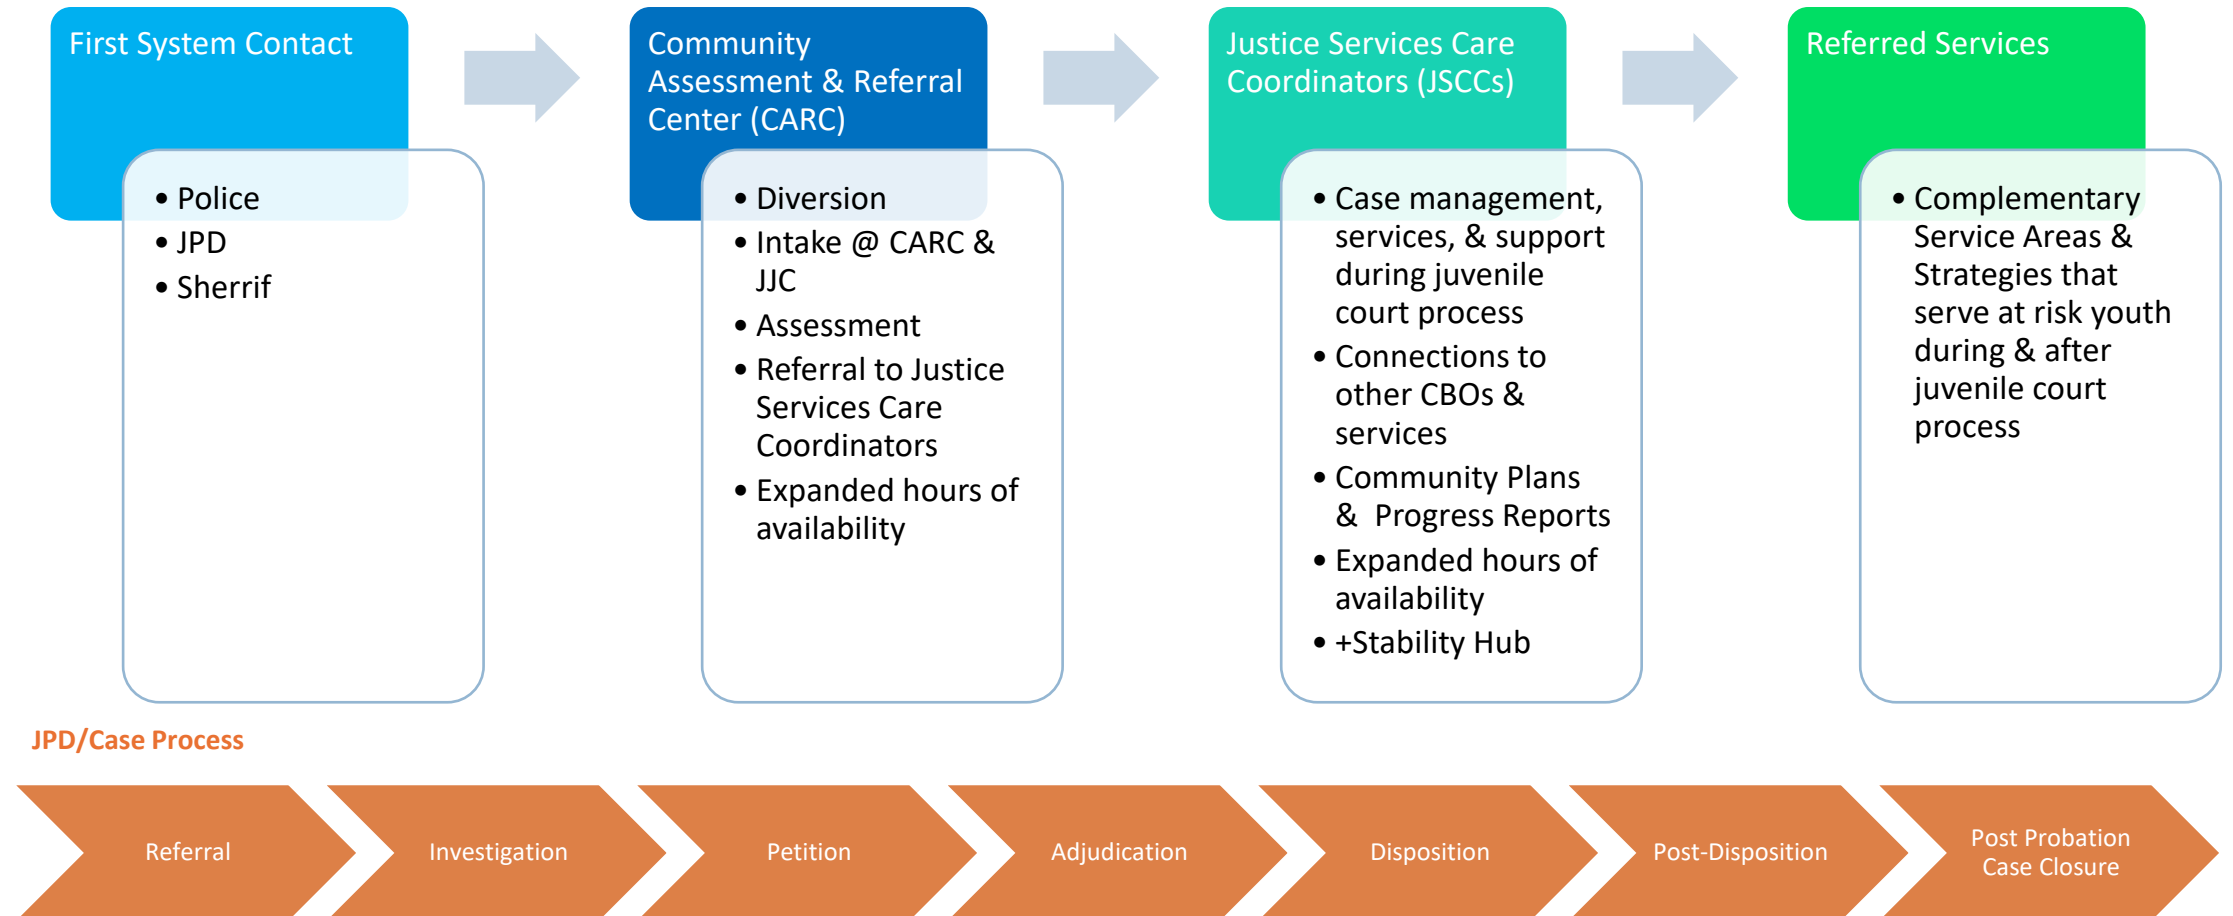 First System Contact
• Police
• JPD
• Sherrif
Community
Assessment & Referral
Center (CARC)
• Diversion
• Intake @ CARC &
JJC
• Assessment
• Referral to Justice
Services Care
Coordinators
• Expanded hours of
availability
Justice Services Care
Coordinators (JSCCs)
• Case management,
services, & support
during juvenile
court process
• Connections to
other CBOs &
services
• Community Plans
& Progress Reports
• Expanded hours of
availability
• +Stability Hub
Referred Services
• Complementary
Service Areas &
Strategies that
serve at risk youth
during & after
juvenile court
process
JPD/Case Process
Referral
Investigation
Petition
Adjudication
Disposition
Post-Disposition
Post Probation
Case Closure